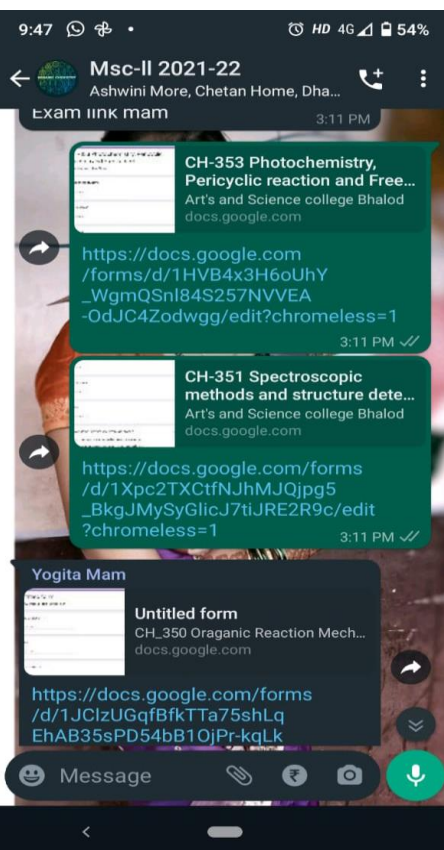 9:47 HD 4G 54%
Msc-II 2021-22
Ashwini More, Chetan Home, Dha...
Exam link mam
3:11 PM
CH-353 Photochemistry,
Pericyclic reaction and Free...
Art's and Science college Bhalod
docs.google.com
https://docs.google.com
/forms/d/1HVB4x3H6oUhY
_WgmQSnl84S257NVVEA
-OdJC4Zodwgg/edit?chromeless=1
3:11 PM
CH-351 Spectroscopic
methods and structure dete...
Art's and Science college Bhalod
docs.google.com
https://docs.google.com/forms
/d/1Xpc2TXCtfNJhMJQjpg5
_BkgJMySyGlicJ7tiJRE2R9c/edit
?chromeless=1
3:11 PM
Yogita Mam
Untitled form
CH_350 Oraganic Reaction Mech...
docs.google.com
https://docs.google.com/forms
/d/1JClzUGqfBfkTTa75shLq
EhAB35sPD54bB1OjPr-kqLk
Message